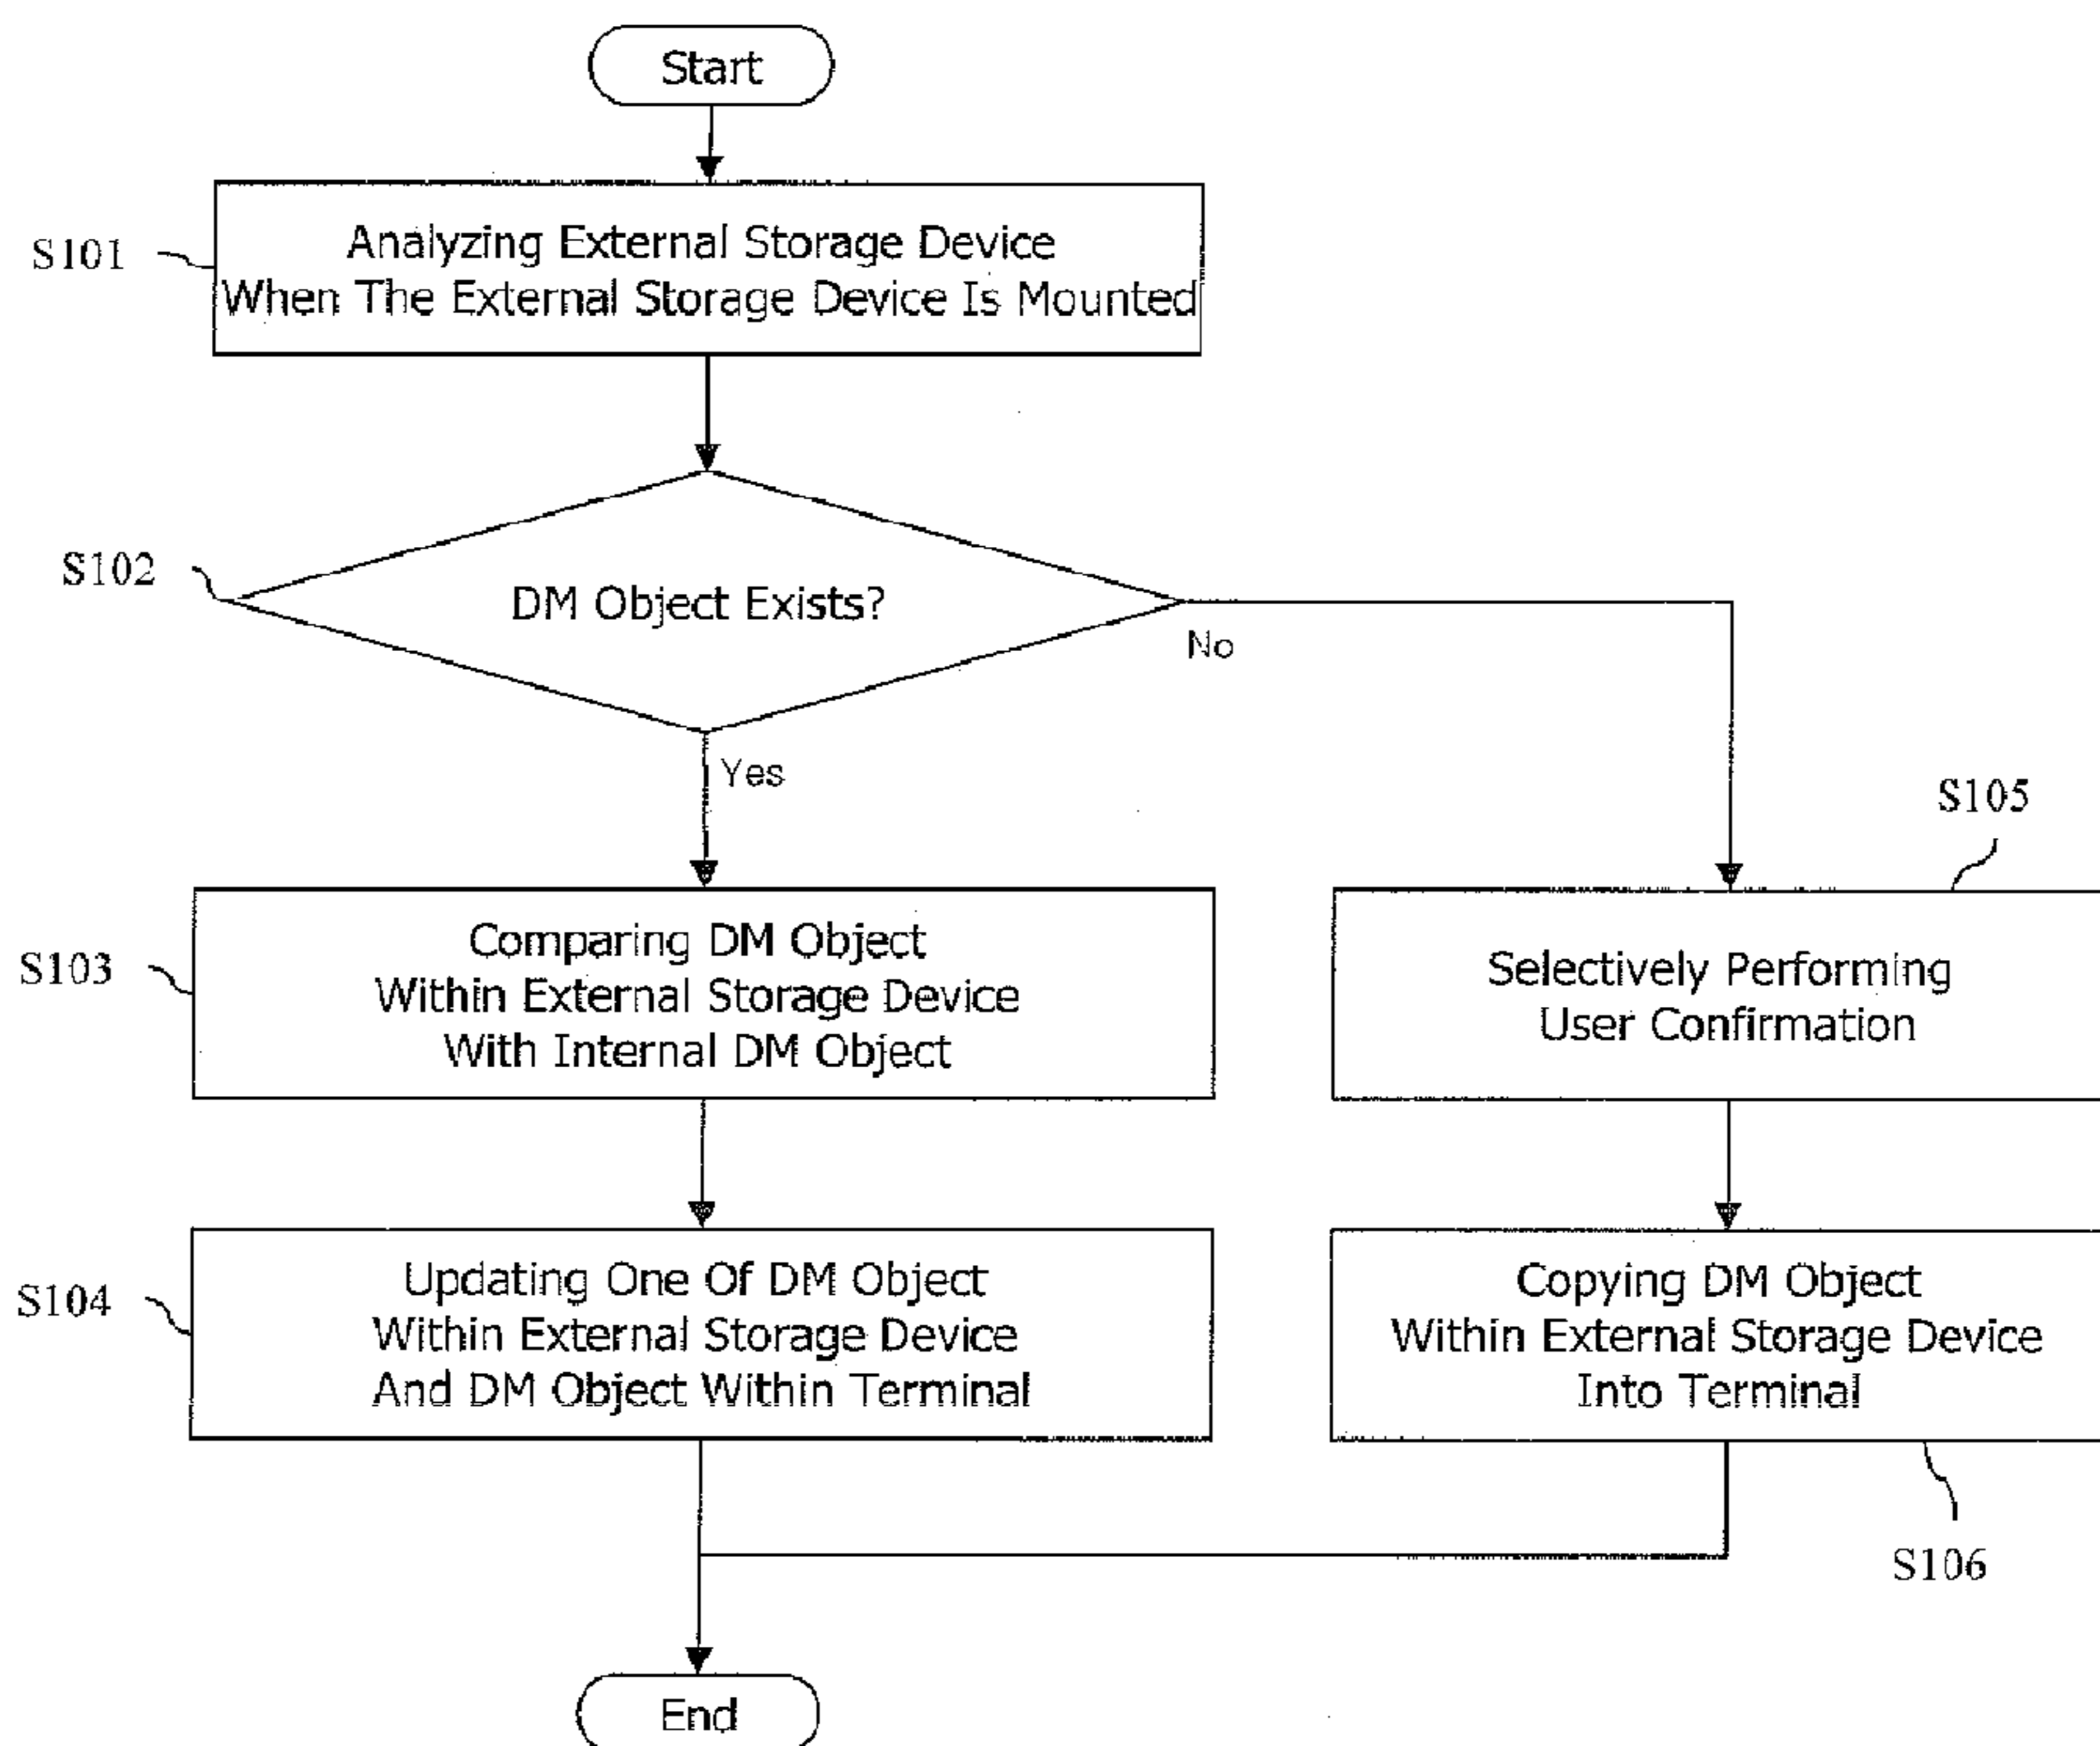 Start
S101
Analyzing External Storage Device
When The External Storage Device Is Mounted
S102
DM Object Exists?
No
Yes
S105
S103
Comparing DM Object
Within External Storage Device
With Internal DM Object
Selectively Performing
User Confirmation
S104
Updating One Of DM Object
Within External Storage Device
And DM Object Within Terminal
Copying DM Object
Within External Storage Device
Into Terminal
S106
End